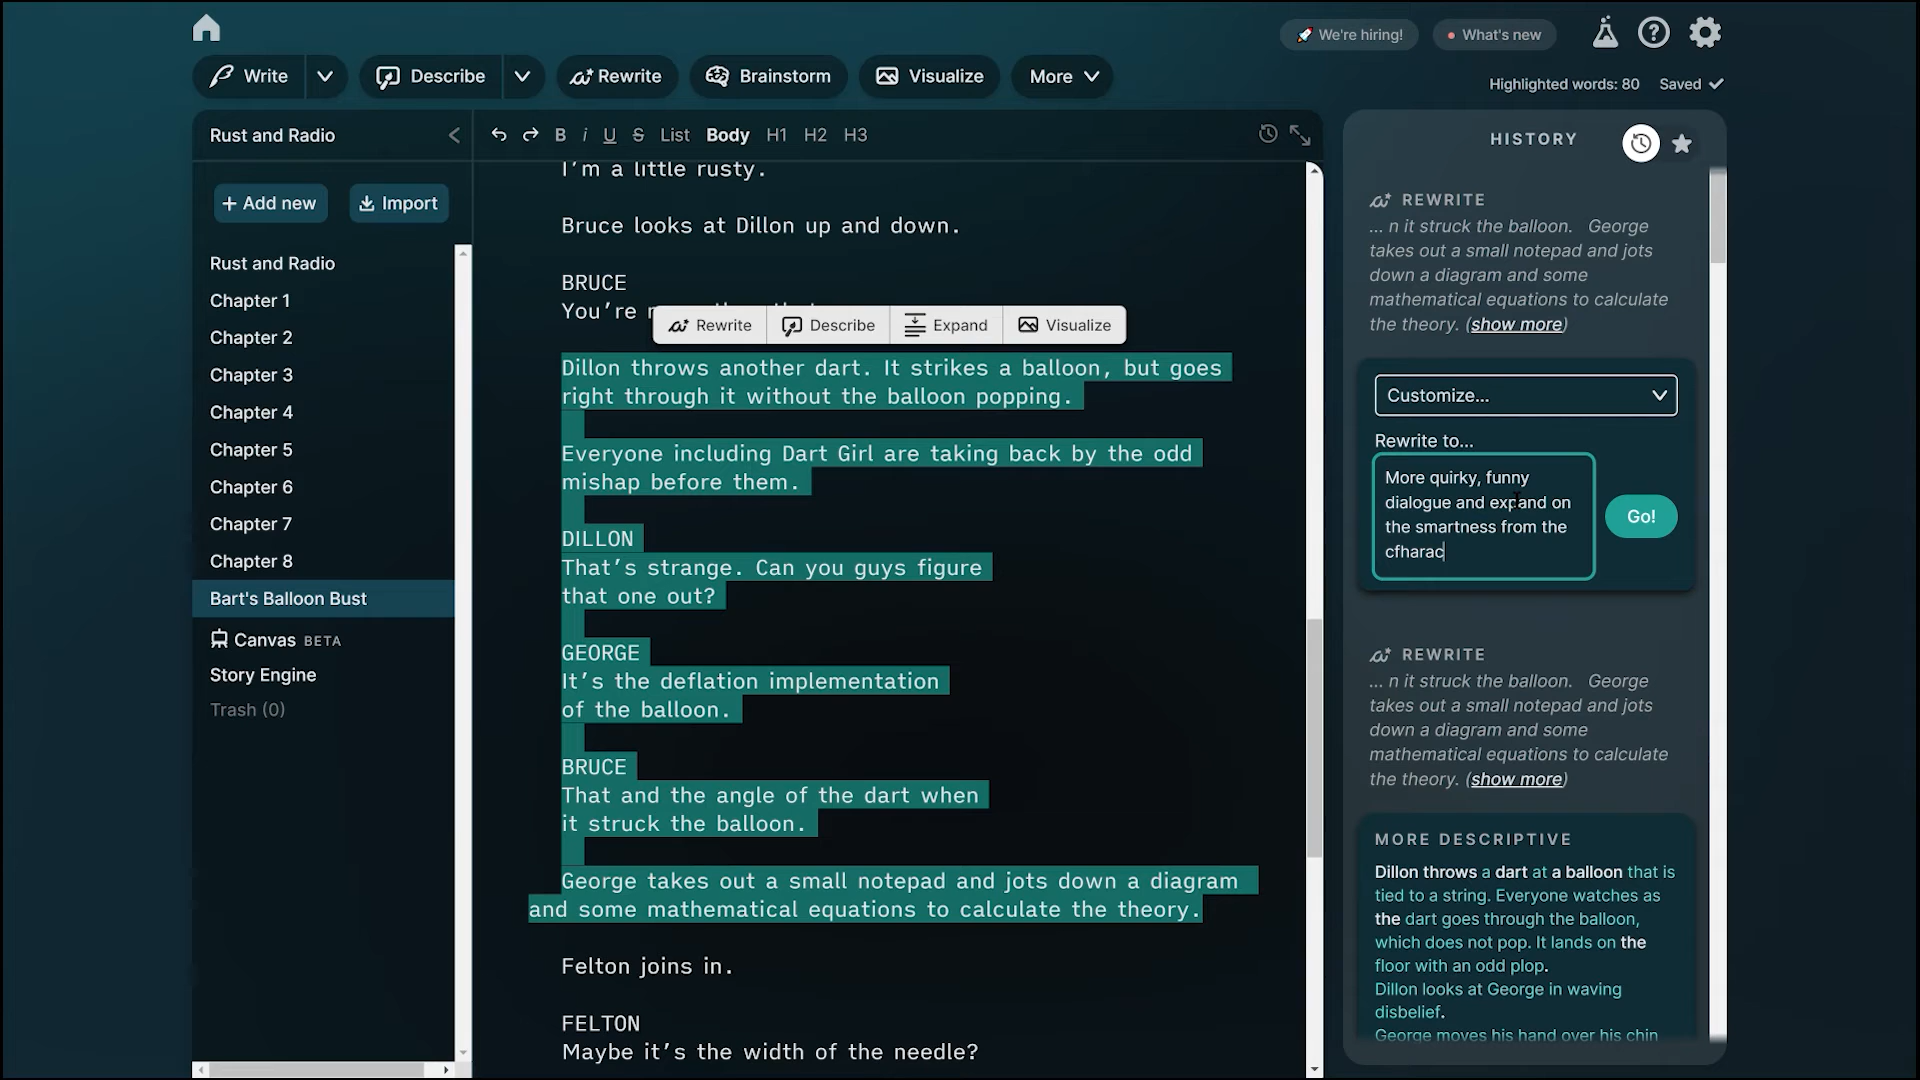 We're hiring!
What's new
Write
Describe
Rewrite
Brainstorm
Visualize
More
Highlighted words: 80
Saved
Rust and Radio
Add new
Import
Rust and Radio
Chapter 1
Chapter 2
Chapter 3
Chapter 4
Chapter 5
Chapter 6
Chapter 7
Chapter 8
Bart's Balloon Bust
Canvas BETA
Story Engine
Trash (0)
B i U S List Body H1 H2 H3
I'm a little rusty.
Bruce looks at Dillon up and down.
BRUCE
You're
Rewrite
Describe
Expand
Visualize
Dillon throws another dart. It strikes a balloon, but goes
right through it without the balloon popping.
Everyone including Dart Girl are taking back by the odd
mishap before them.
DILLON
That's strange. Can you guys figure
that one out?
GEORGE
It's the deflation implementation
of the balloon.
BRUCE
That and the angle of the dart when
it struck the balloon.
George takes out a small notepad and jots down a diagram
and some mathematical equations to calculate the theory.
Felton joins in.
FELTON
Maybe it's the width of the needle?
HISTORY
REWRITE
... n it struck the balloon. George
takes out a small notepad and jots
down a diagram and some
mathematical equations to calculate
the theory. (show more)
Customize...
Rewrite to...
More quirky, funny
dialogue and expand on
the smartness from the
cfharac
Go!
REWRITE
... n it struck the balloon. George
takes out a small notepad and jots
down a diagram and some
mathematical equations to calculate
the theory. (show more)
MORE DESCRIPTIVE
Dillon throws a dart at a balloon that is
tied to a string. Everyone watches as
the dart goes through the balloon,
which does not pop. It lands on the
floor with an odd plop.
Dillon looks at George in waving
disbelief.
George moves his hand over his chin